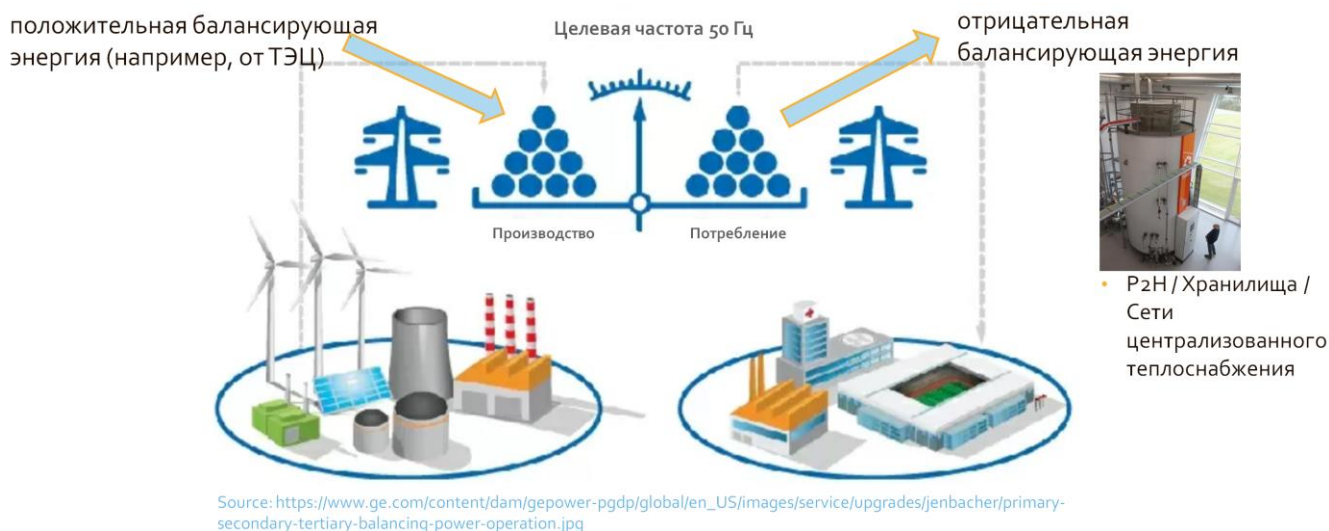 положительная балансирующая
энергия (например, от ТЭЦ)
Целевая частота 50 Гц
отрицательная
балансирующая энергия
Производство
Потребление
• P2H / Хранилища /
Сети
централизованного
теплоснабжения
Source: https://www.ge.com/content/dam/gepower-pgdp/global/en_US/images/service/upgrades/jenbacher/primary-
secondary-tertiary-balancing-power-operation.jpg